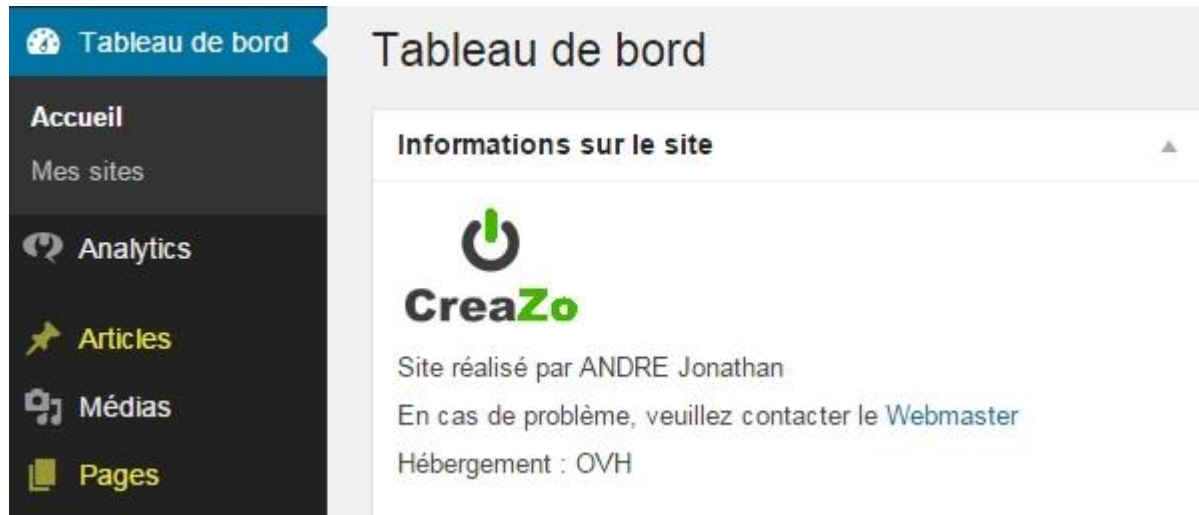 Tableau de bord
Accueil
Mes sites
Analytics
Articles
Médias
Pages
Tableau de bord
Informations sur le site
CreaZo
Site réalisé par ANDRE Jonathan
En cas de problème, veuillez contacter le Webmaster
Hébergement : OVH